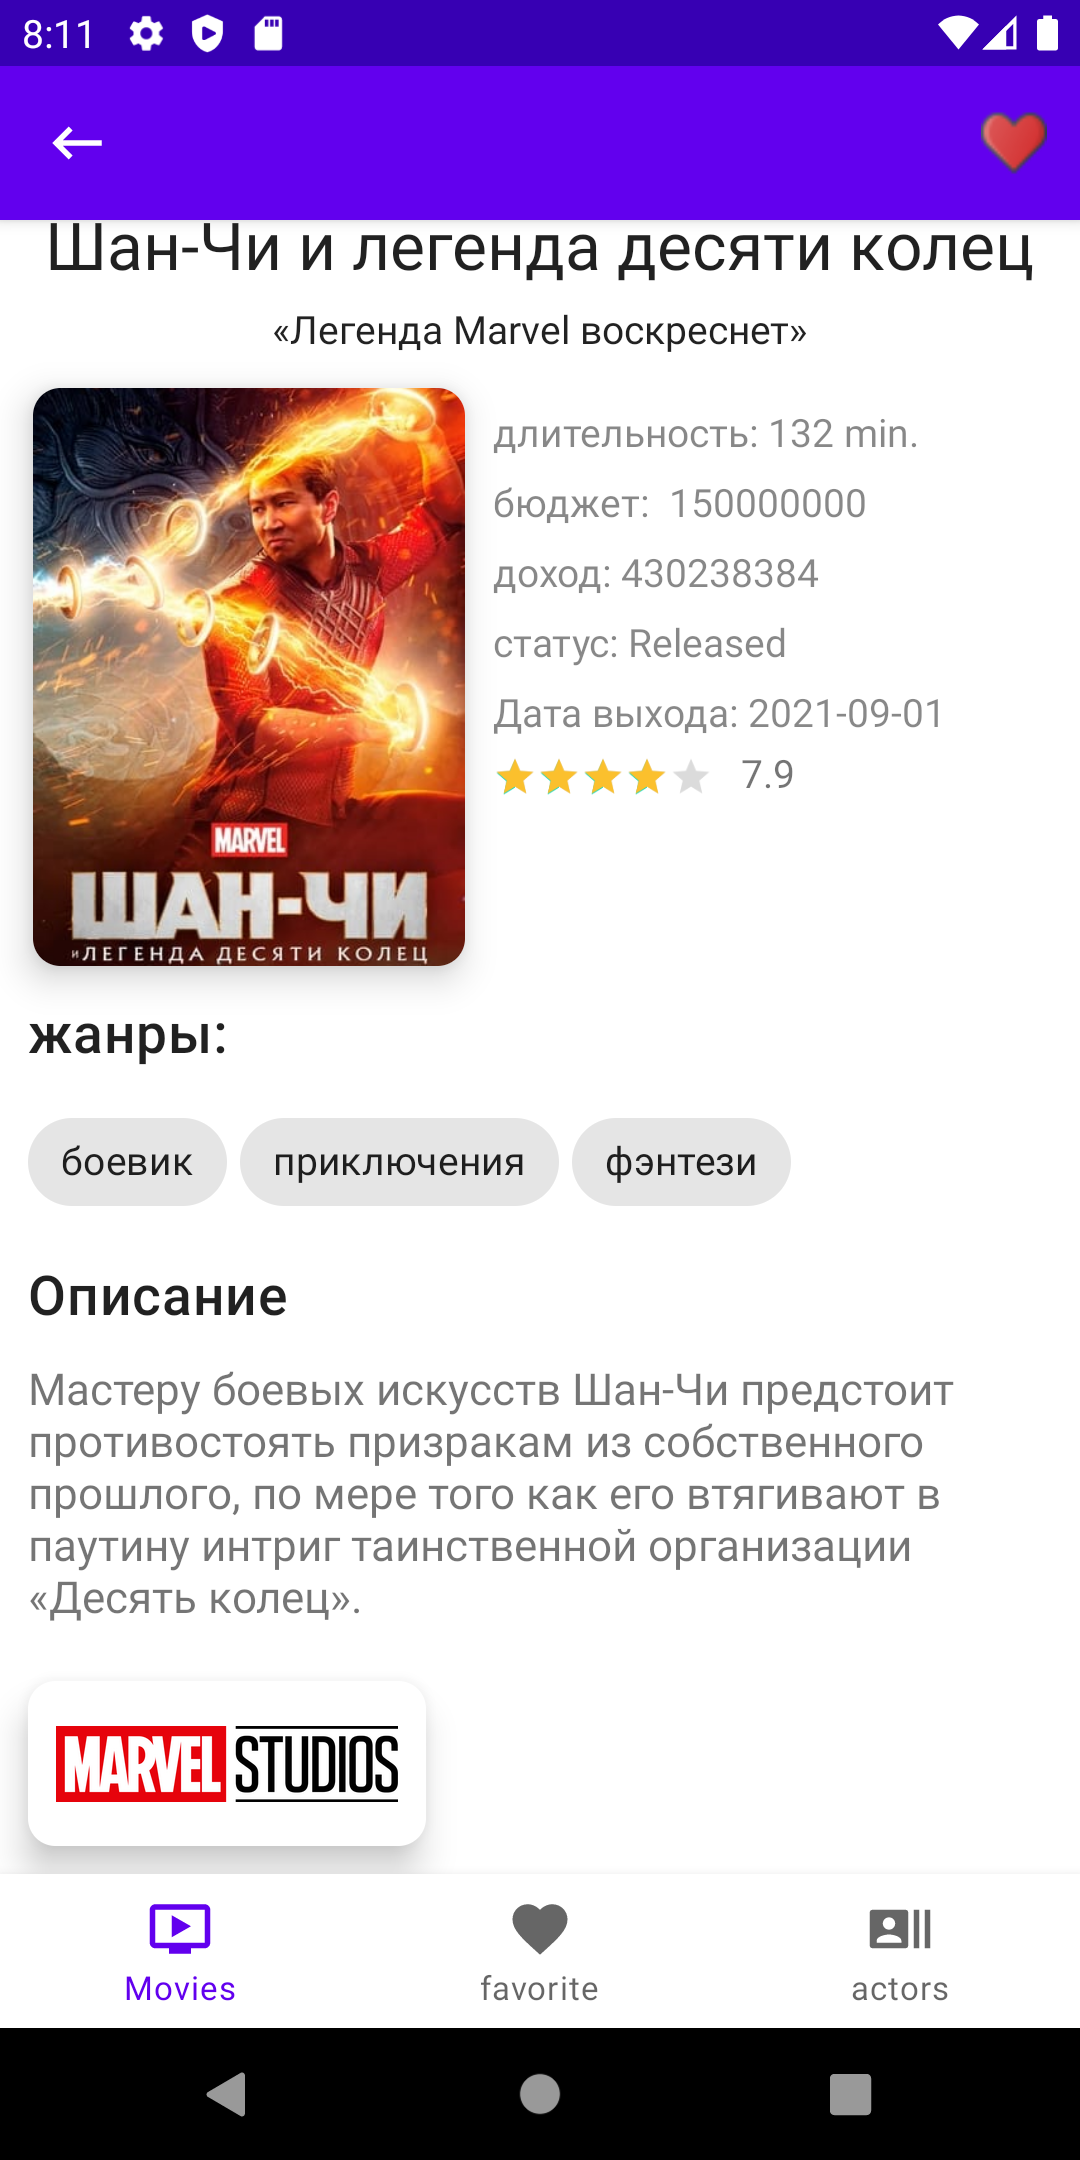 8:11
Шан-Чи и легенда десяти колец
«Легенда Marvel воскреснет»
длительность: 132 min.
бюджет:  150000000
доход: 430238384
статус: Released
Дата выхода: 2021-09-01
7.9
MARVEL
ШАН-ЧИ
И ЛЕГЕНДА ДЕСЯТИ КОЛЕЦ
жанры:
боевик приключения фэнтези
Описание
Мастеру боевых искусств Шан-Чи предстоит
противостоять призракам из собственного
прошлого, по мере того как его втягивают в
паутину интриг таинственной организации
«Десять колец».
MARVEL STUDIOS
Movies favorite actors